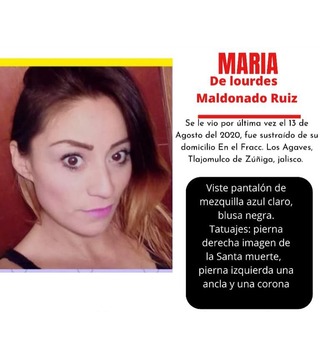 MARIA
De lourdes
Maldonado Ruiz
Se le vio por última vez el 13 de
Agosto del 2020, fue sustraído de su
domicilio En el Fracc. Los Agaves,
Tlajomulco de Zúñiga, jalisco.
Viste pantalón de
mezquilla azul claro,
blusa negra.
Tatuajes: pierna
derecha imagen de
la Santa muerte,
pierna izquierda una
ancla y una corona